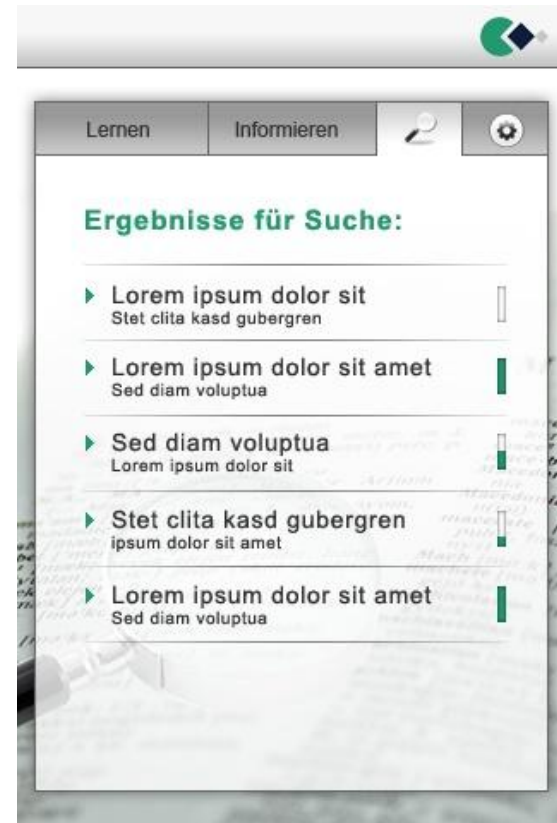 Lernen
Informieren
Ergebnisse für Suche:
Lorem ipsum dolor sit
Stet clita kasd gubergren
Lorem ipsum dolor sit amet
Sed diam voluptua
Sed diam voluptua
Lorem ipsum dolor sit
Stet clita kasd gubergren
ipsum dolor sit amet
Lorem ipsum dolor sit amet
Sed diam voluptua